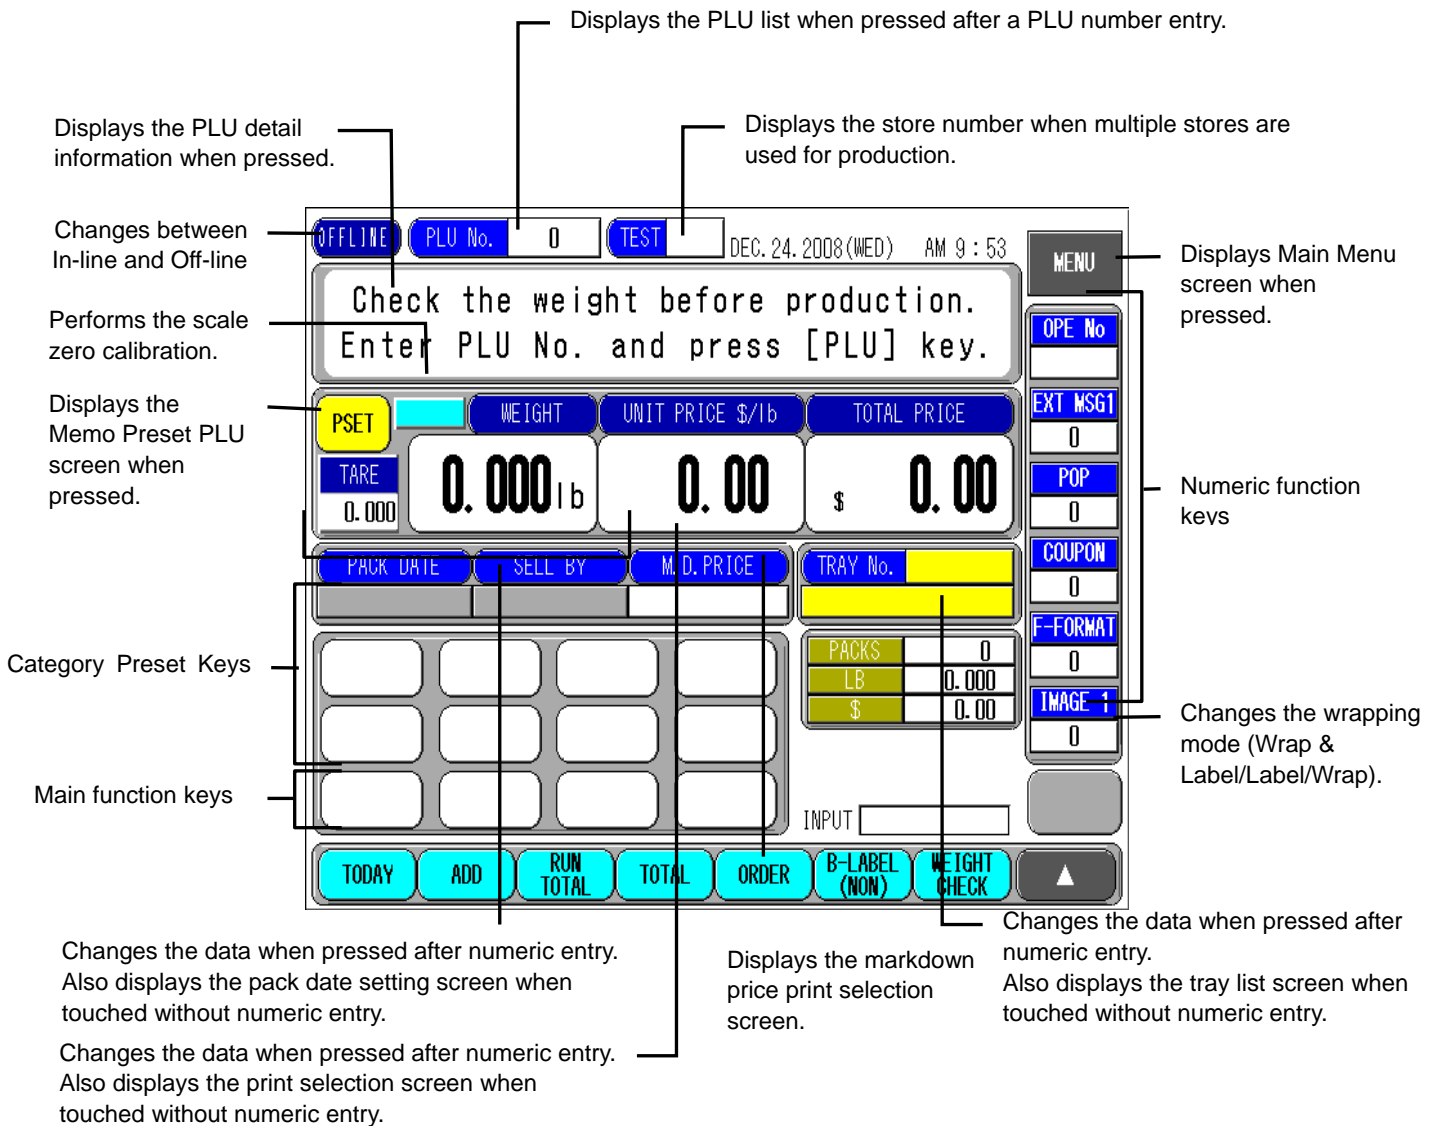 Displays the PLU list when pressed after a PLU number entry.
Displays the PLU detail
information when pressed.
Displays the store number when multiple stores are
used for production.
Changes between
In-line and Off-line
OFFLINE
PLU No.
0
TEST
DEC.24.2008(WED)
AM 9:53
MENU
Displays Main Menu
screen when
pressed.
Check the weight before production.
Enter PLU No. and press [PLU] key.
Performs the scale
zero calibration.
OPE No
Displays the
Memo Preset PLU
screen when
pressed.
PSET
WEIGHT
UNIT PRICE $/lb
TOTAL PRICE
EXT MSG1
0
TARE
0.000
0.000 lb
0.00
$ 0.00
POP
0
Numeric function
keys
PACK DATE
SELL BY
M.D.PRICE
TRAY No.
COUPON
0
F-FORMAT
0
Category Preset Keys
PACKS
0
LB
0.000
$
0.00
IMAGE 1
0
Changes the wrapping
mode (Wrap &
Label/Label/Wrap).
Main function keys
INPUT
TODAY
ADD
RUN
TOTAL
TOTAL
ORDER
B-LABEL
(NON)
WEIGHT
CHECK
Changes the data when pressed after numeric entry.
Also displays the pack date setting screen when
touched without numeric entry.
Changes the data when pressed after numeric entry.
Also displays the print selection screen when
touched without numeric entry.
Displays the markdown
price print selection
screen.
Changes the data when pressed after
numeric entry.
Also displays the tray list screen when
touched without numeric entry.